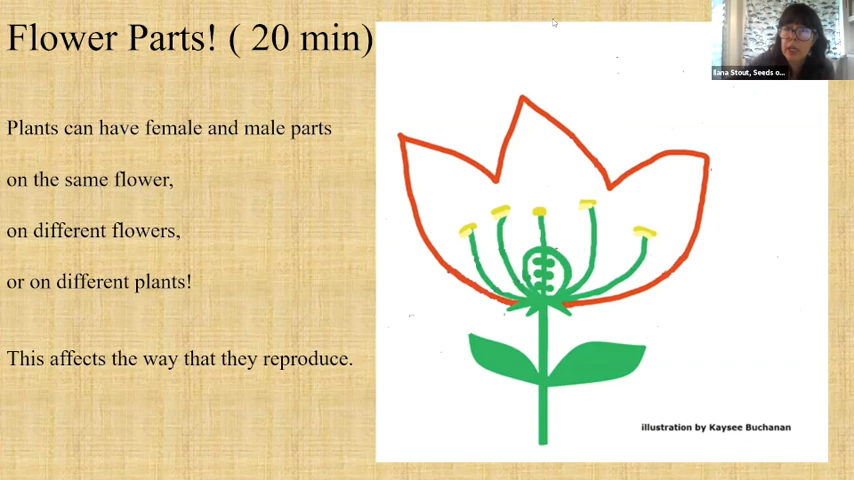 Flower Parts! ( 20 min)
Plants can have female and male parts
on the same flower,
on different flowers,
or on different plants!
This affects the way that they reproduce.
illustration by Kaysee Buchanan
Ilana Stout, Seeds o...